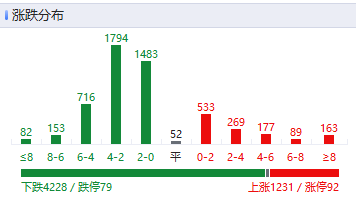 涨跌分布
82 153 716 1794 1483 52 533 269 177 89 163
≤8 8-6 6-4 4-2 2-0 平 0-2 2-4 4-6 6-8 ≥8
下跌4228 / 跌停79 上涨1231 / 涨停92